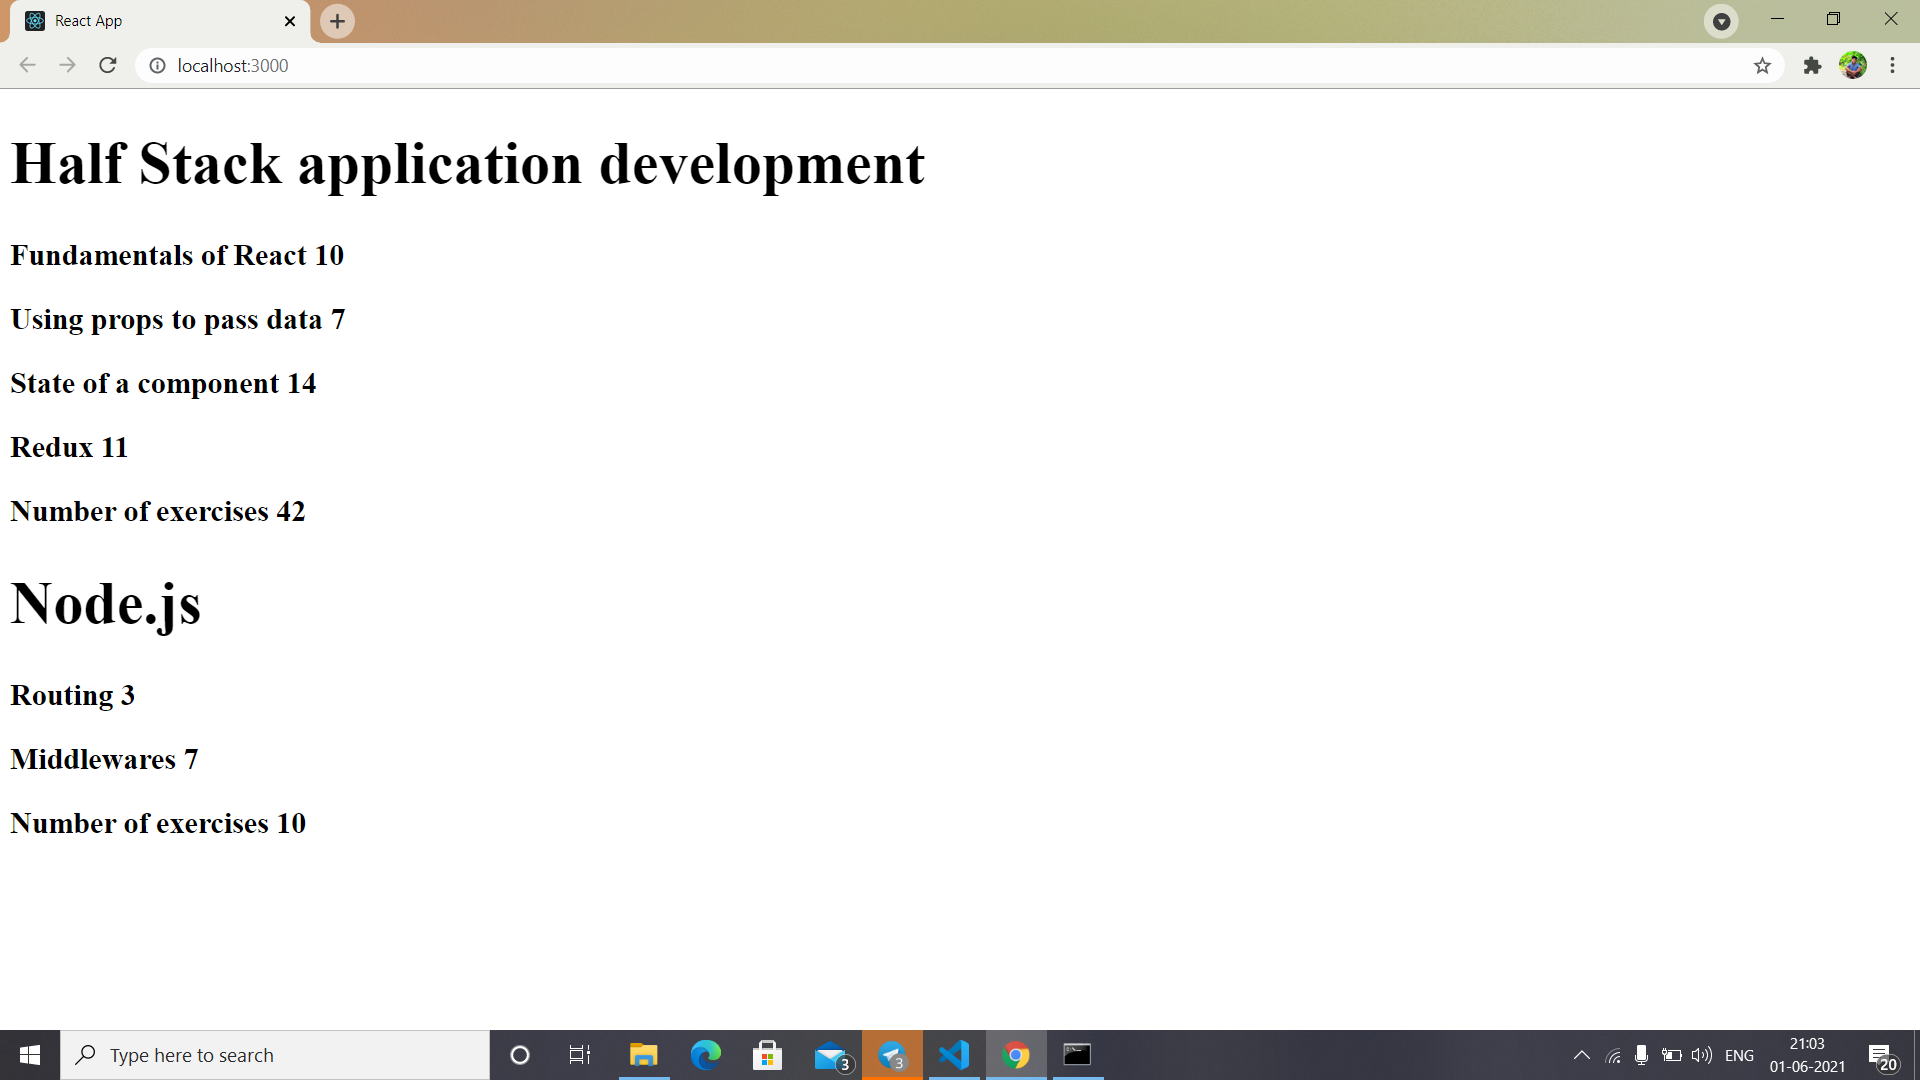 React App
localhost:3000
Half Stack application development
Fundamentals of React 10
Using props to pass data 7
State of a component 14
Redux 11
Number of exercises 42
Node.js
Routing 3
Middlewares 7
Number of exercises 10
Type here to search
3
3
ENG
21:03
01-06-2021
20